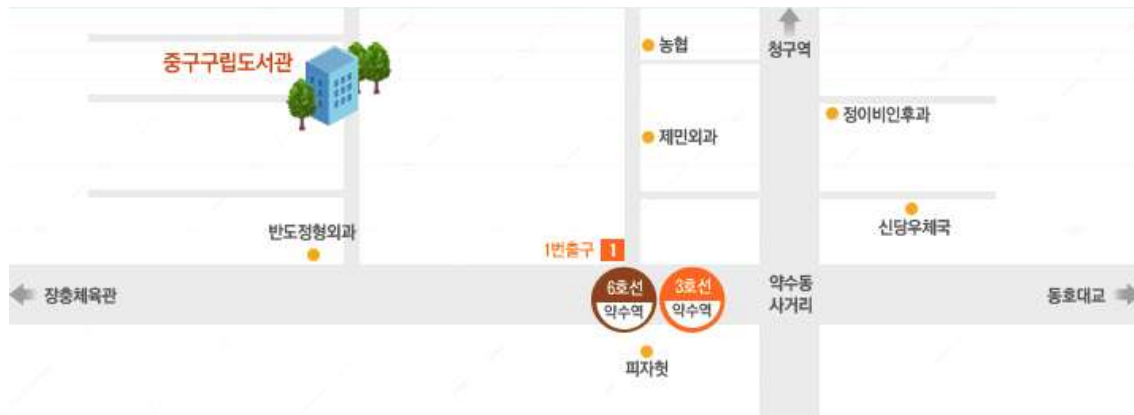 중구구립도서관
농협
청구역
정이비인후과
제민외과
반도정형외과
신당우체국
1번출구 1
장충체육관
6호선
약수역
3호선
약수역
약수동
사거리
동호대교
피자헛